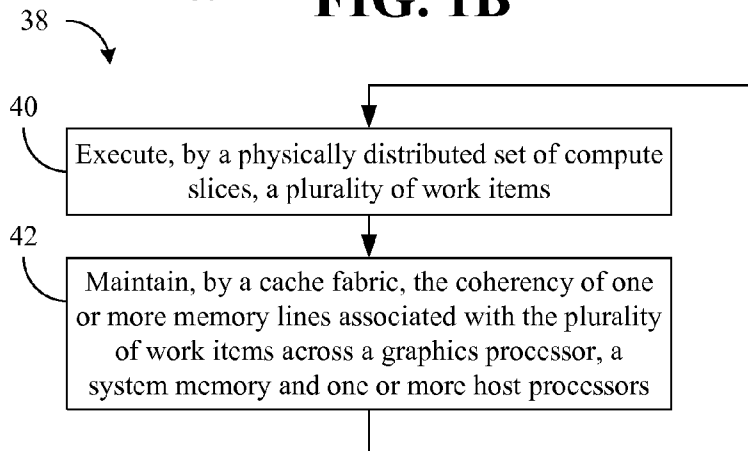 FIG. 1B
38
40
Execute, by a physically distributed set of compute
slices, a plurality of work items
42
Maintain, by a cache fabric, the coherency of one
or more memory lines associated with the plurality
of work items across a graphics processor, a
system memory and one or more host processors